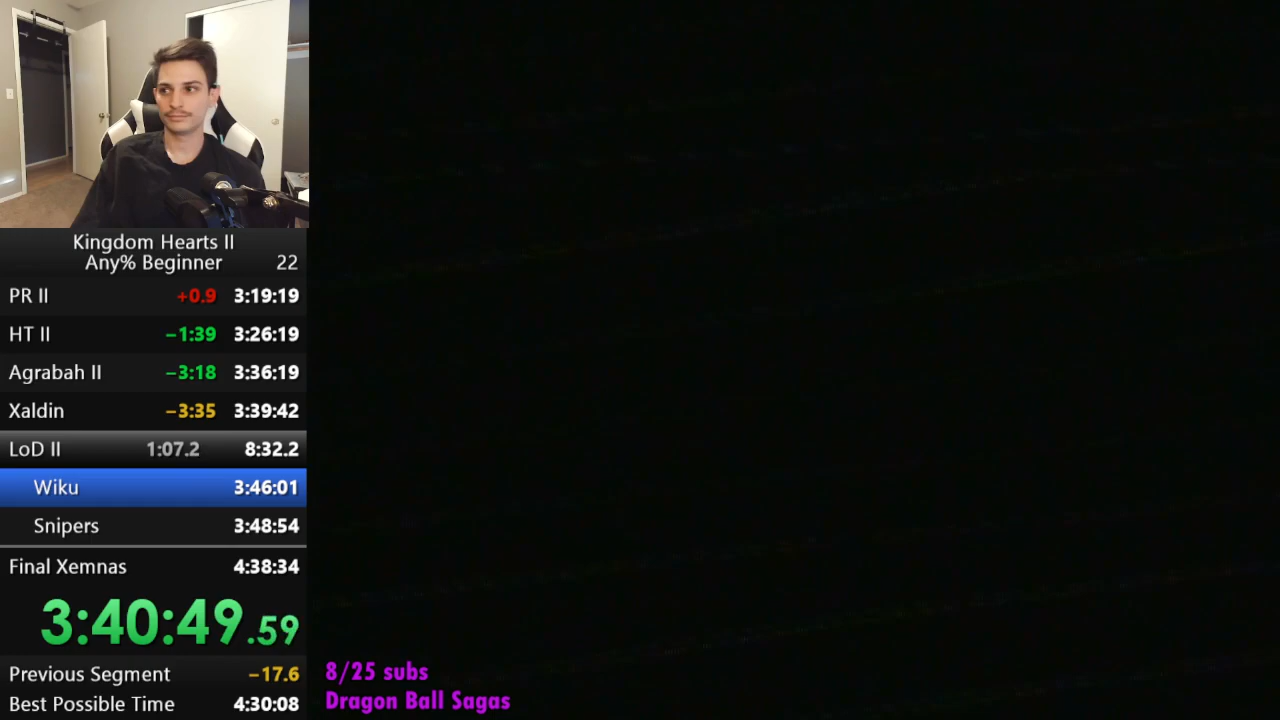 Kingdom Hearts II
Any% Beginner 22
PR II +0.9 3:19:19
HT II −1:39 3:26:19
Agrabah II −3:18 3:36:19
Xaldin −3:35 3:39:42
LoD II 1:07.2 8:32.2
Wiku 3:46:01
Snipers 3:48:54
Final Xemnas 4:38:34
3:40:49.59
Previous Segment −17.6
Best Possible Time 4:30:08
8/25 subs
Dragon Ball Sagas